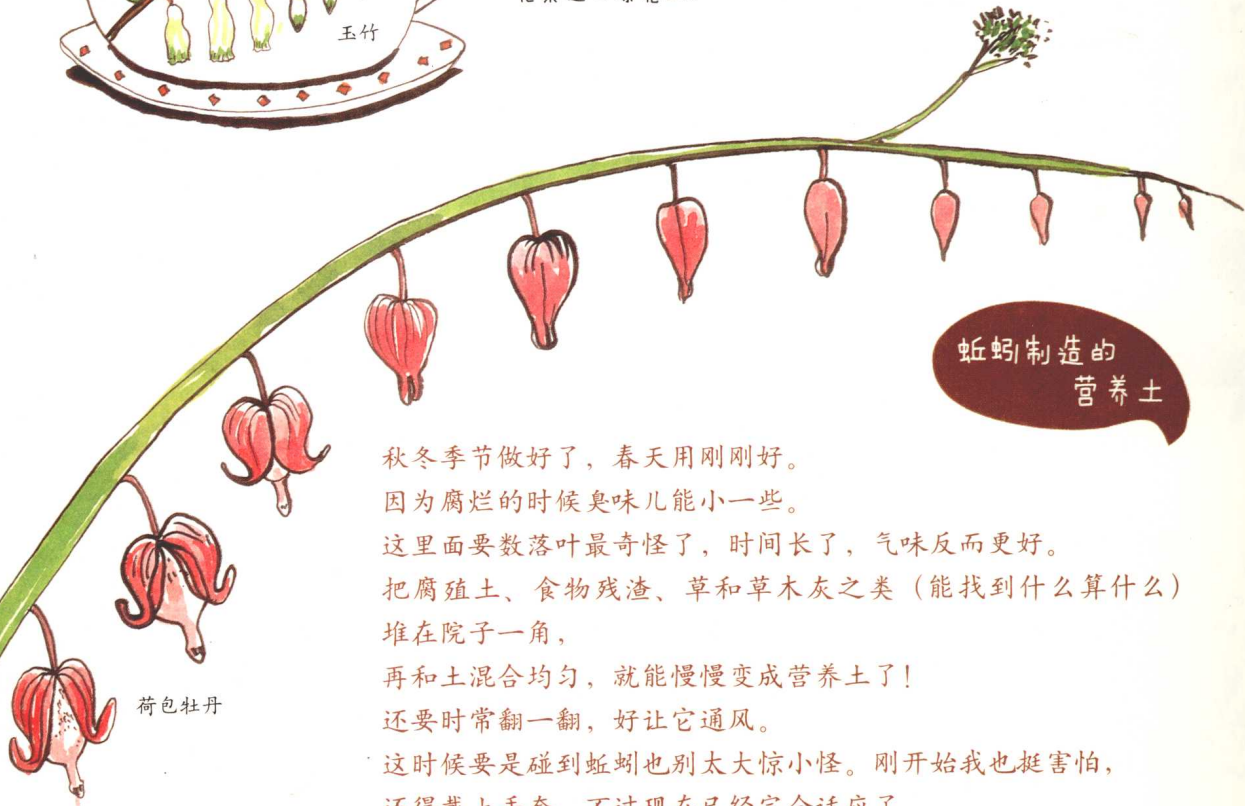 玉竹
蚯蚓制造的
营养土
秋冬季节做好了，春天用刚刚好。
因为腐烂的时候臭味儿能小一些。
这里面要数落叶最奇怪了，时间长了，气味反而更好。
把腐殖土、食物残渣、草和草木灰之类（能找到什么算什么）
堆在院子一角，
再和土混合均匀，就能慢慢变成营养土了！
还要时常翻一翻，好让它通风。
荷包牡丹
这时候要是碰到蚯蚓也别太大惊小怪。刚开始我也挺害怕，